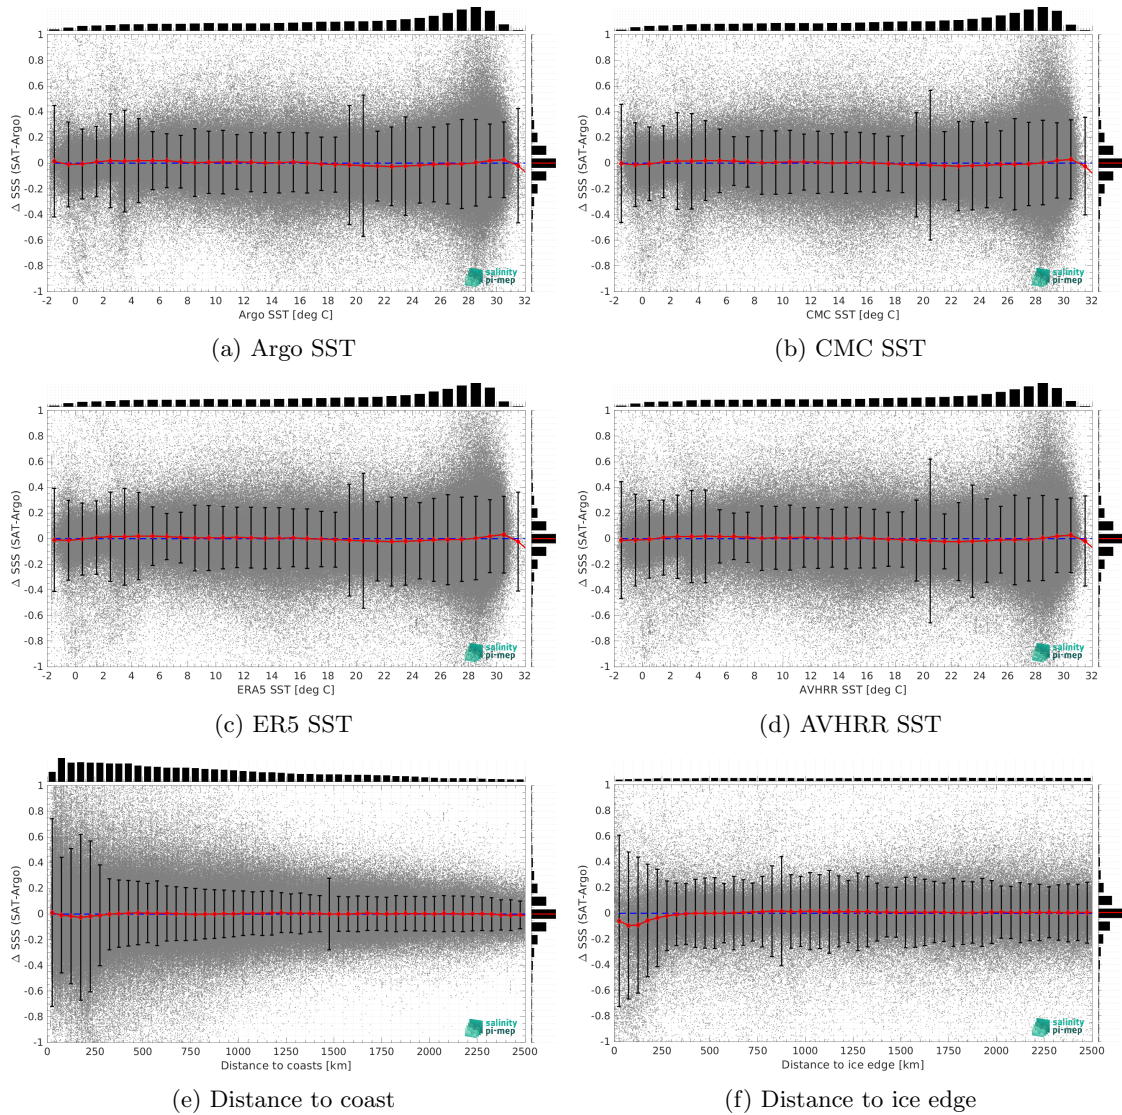 1
0.8
0.6
0.4
0.2
0
-0.2
-0.4
-0.6
-0.8
-1
Δ SSS (SAT-Argo)
salinity
pi-mep
-2 0 2 4 6 8 10 12 14 16 18 20 22 24 26 28 30 32
Argo SST [deg C]
(a) Argo SST
1
0.8
0.6
0.4
0.2
0
-0.2
-0.4
-0.6
-0.8
-1
Δ SSS (SAT-Argo)
salinity
pi-mep
-2 0 2 4 6 8 10 12 14 16 18 20 22 24 26 28 30 32
CMC SST [deg C]
(b) CMC SST
1
0.8
0.6
0.4
0.2
0
-0.2
-0.4
-0.6
-0.8
-1
Δ SSS (SAT-Argo)
salinity
pi-mep
-2 0 2 4 6 8 10 12 14 16 18 20 22 24 26 28 30 32
ERA5 SST [deg C]
(c) ER5 SST
1
0.8
0.6
0.4
0.2
0
-0.2
-0.4
-0.6
-0.8
-1
Δ SSS (SAT-Argo)
salinity
pi-mep
-2 0 2 4 6 8 10 12 14 16 18 20 22 24 26 28 30 32
AVHRR SST [deg C]
(d) AVHRR SST
1
0.8
0.6
0.4
0.2
0
-0.2
-0.4
-0.6
-0.8
-1
Δ SSS (SAT-Argo)
salinity
pi-mep
0 250 500 750 1000 1250 1500 1750 2000 2250 2500
Distance to coasts [km]
(e) Distance to coast
1
0.8
0.6
0.4
0.2
0
-0.2
-0.4
-0.6
-0.8
-1
Δ SSS (SAT-Argo)
salinity
pi-mep
0 250 500 750 1000 1250 1500 1750 2000 2250 2500
Distance to ice edge [km]
(f) Distance to ice edge